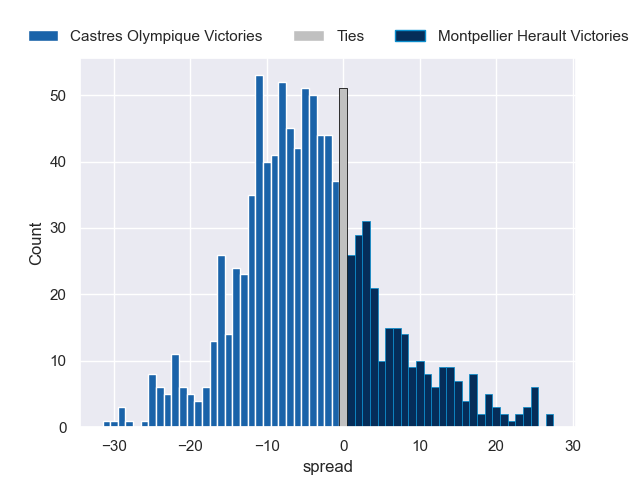 Castres Olympique Victories Ties Montpellier Herault Victories
50
40
30
20
10
0
Count
−30 −20 −10 0 10 20 30
spread